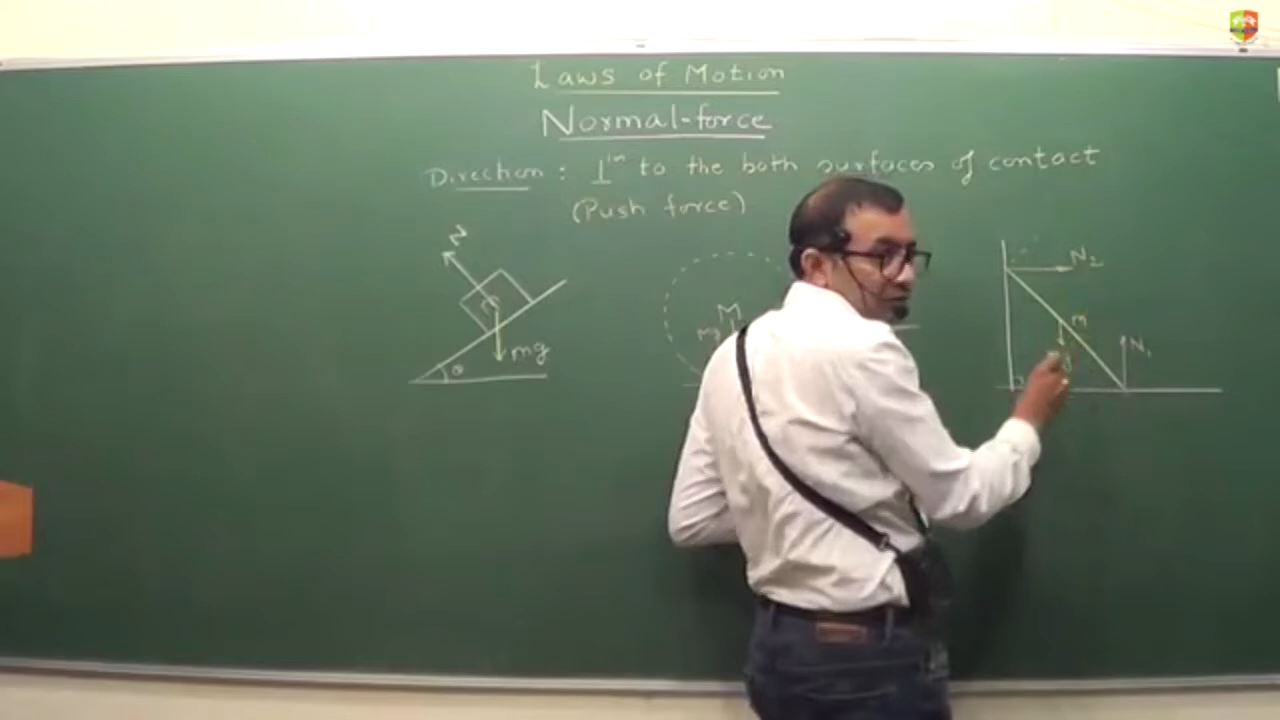 Laws of Motion
Normal-force
Direction : ⊥ʳ to the both surfaces of contact
(Push force)
N
m
mg
θ
M
Mg
N₂
m
N₁